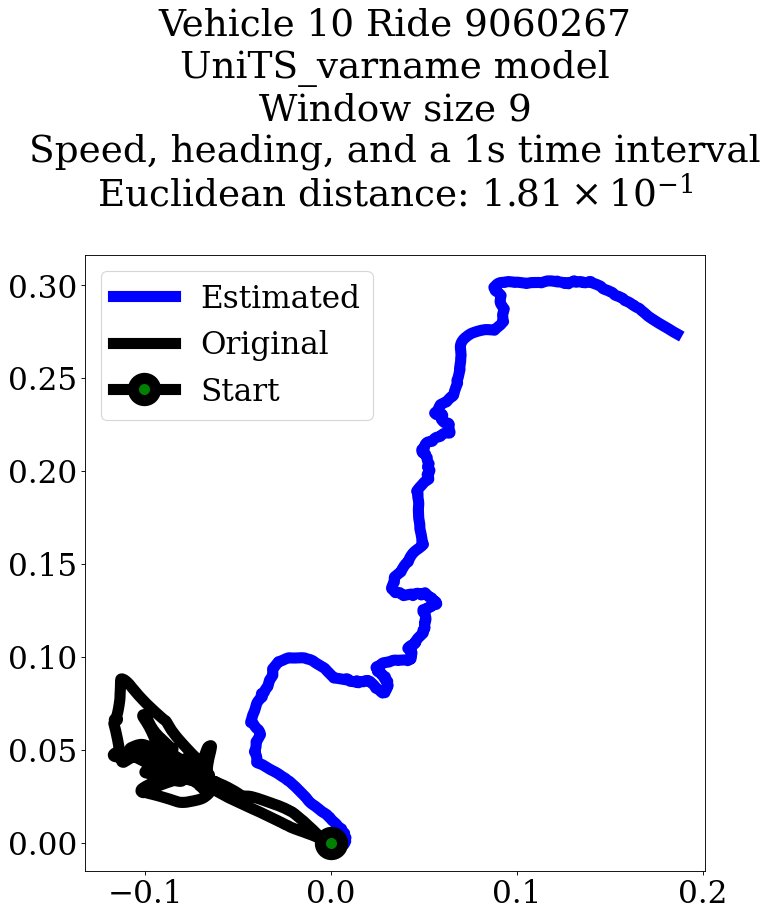 Vehicle 10 Ride 9060267
UniTS_varname model
Window size 9
Speed, heading, and a 1s time interval
Euclidean distance: 1.81 × 10⁻¹
Estimated
Original
Start
0.30
0.25
0.20
0.15
0.10
0.05
0.00
−0.1 0.0 0.1 0.2